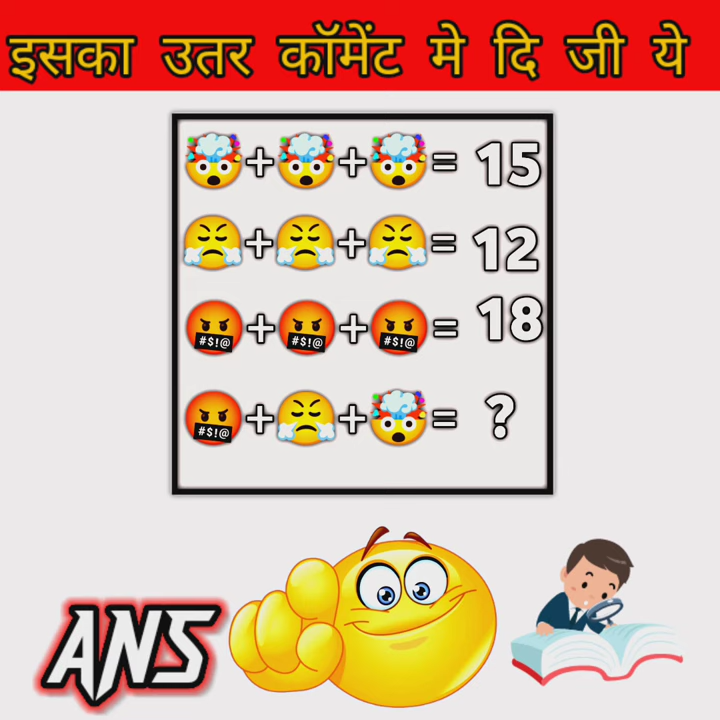 इसका उतर कॉमेंट मे दि जी ये
🤯+🤯+🤯= 15
😤+😤+😤= 12
🤬+🤬+🤬= 18
🤬+😤+🤯= ?
ANS